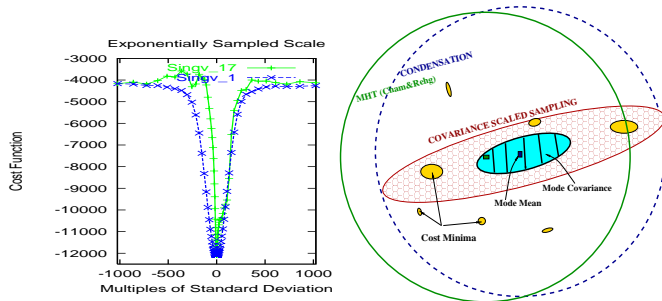 Exponentially Sampled Scale
-3000
-4000
-5000
-6000
-7000
-8000
-9000
-10000
-11000
-12000
Cost Function
Singv_17
Singv_1
-1000
-500
0
500
1000
Multiples of Standard Deviation
CONDENSATION
MHT (Cham&Rehg)
COVARIANCE SCALED SAMPLING
Mode Covariance
Mode Mean
Cost Minima